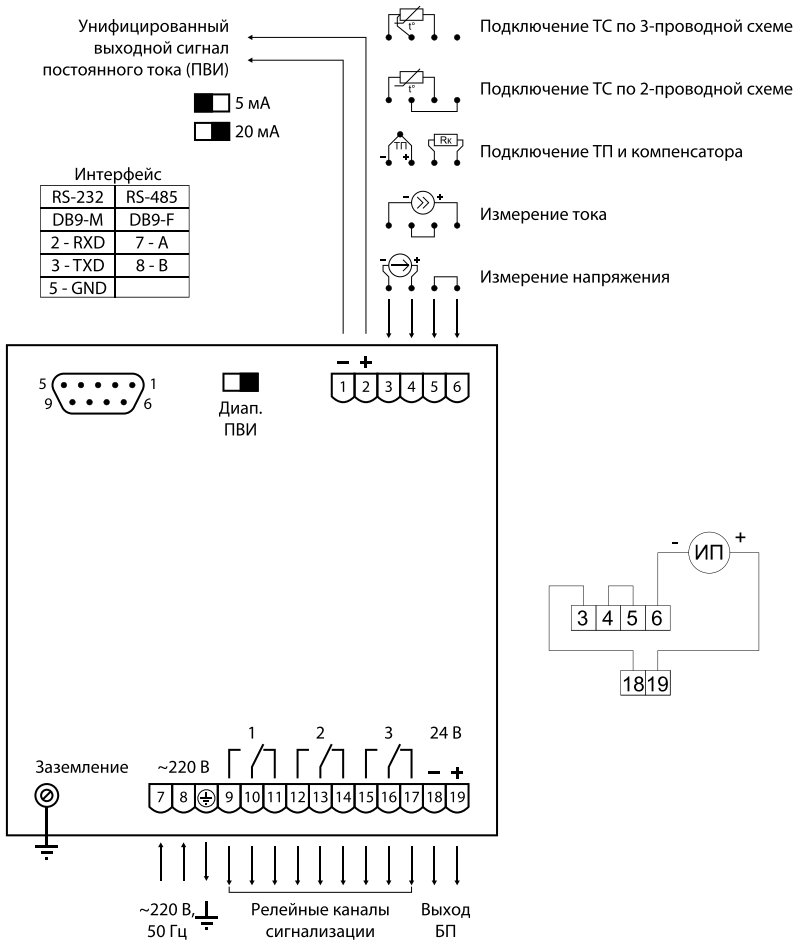 Унифицированный
выходной сигнал
постоянного тока (ПВИ)
5 мА
20 мА
Интерфейс
RS-232 RS-485
DB9-M DB9-F
2 - RXD 7 - A
3 - TXD 8 - B
5 - GND
t°
Подключение ТС по 3-проводной схеме
t°
Подключение ТС по 2-проводной схеме
ТП
- +
Rк
Подключение ТП и компенсатора
- +
Измерение тока
- +
Измерение напряжения
- +
1 2 3 4 5 6
5 1
9 6
Диап.
ПВИ
- ИП +
3 4 5 6
18 19
1 2 3 24 В
Заземление ~220 В - +
7 8 9 10 11 12 13 14 15 16 17 18 19
~220 В,
50 Гц
Релейные каналы
сигнализации
Выход
БП